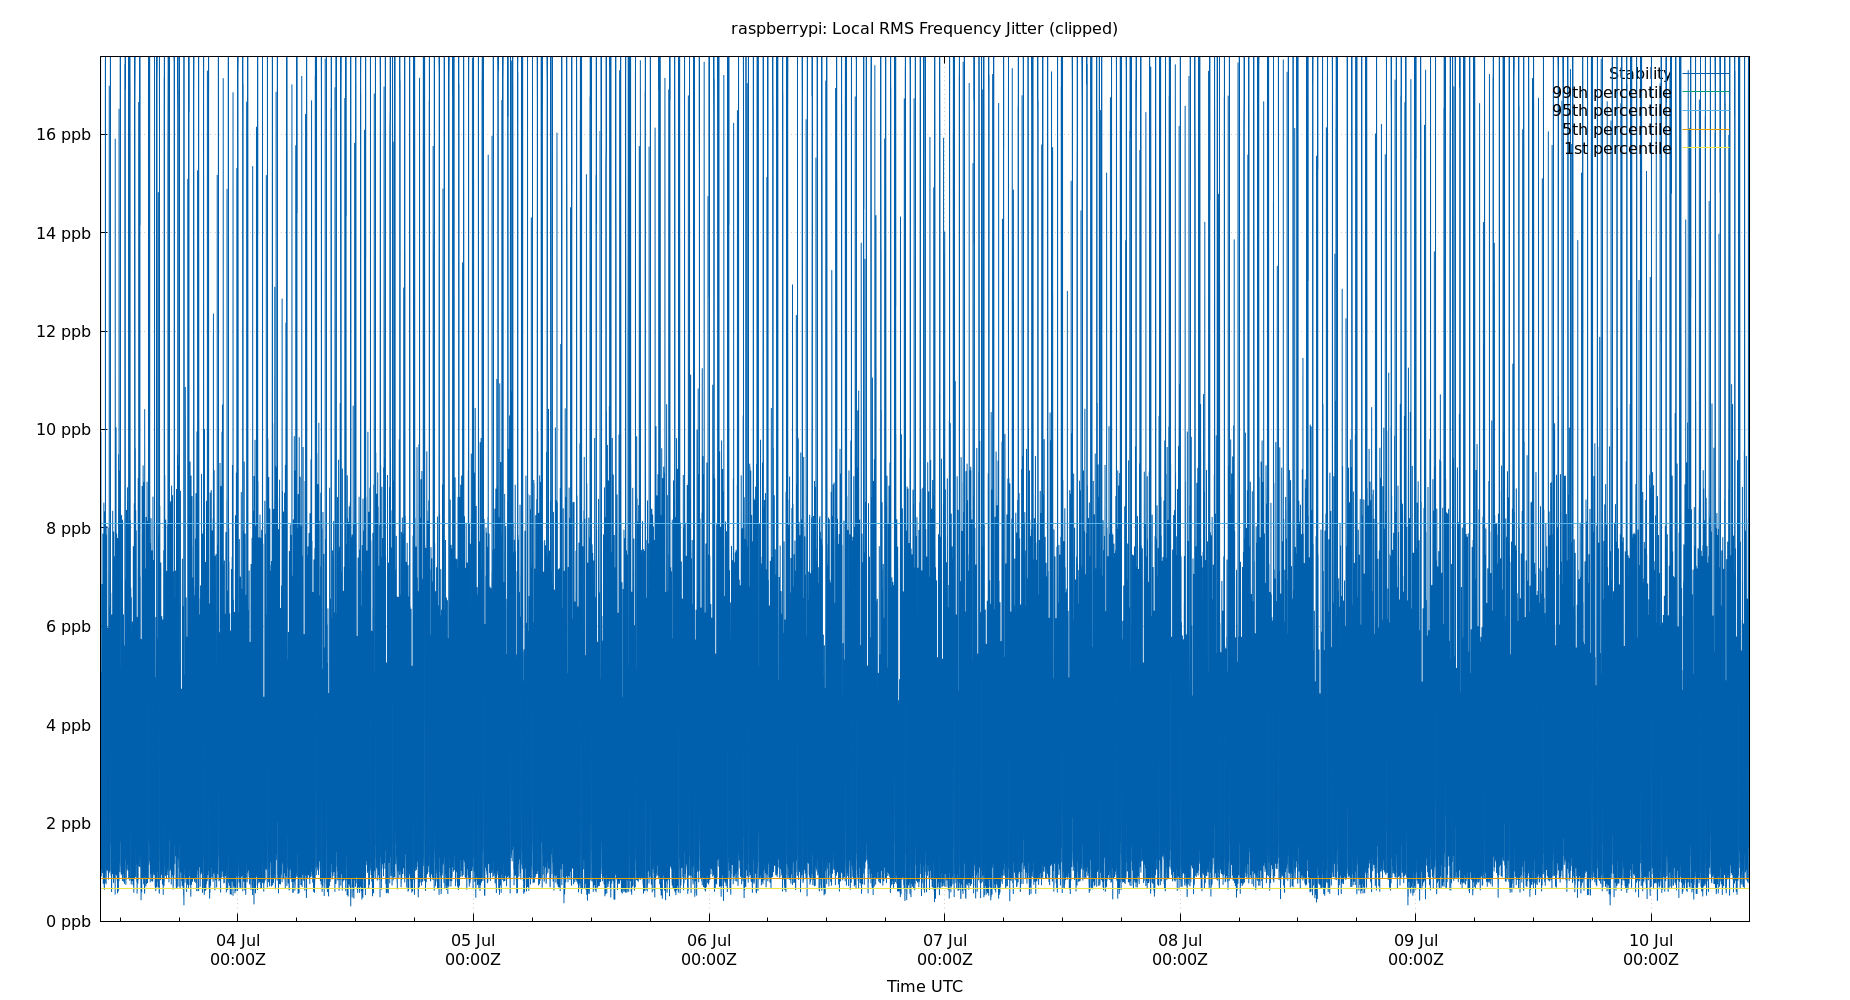 raspberrypi: Local RMS Frequency Jitter (clipped)
Stability
99th percentile
95th percentile
5th percentile
1st percentile
16 ppb
14 ppb
12 ppb
10 ppb
8 ppb
6 ppb
4 ppb
2 ppb
0 ppb
04 Jul 05 Jul 06 Jul 07 Jul 08 Jul 09 Jul 10 Jul
00:00Z 00:00Z 00:00Z 00:00Z 00:00Z 00:00Z 00:00Z
Time UTC